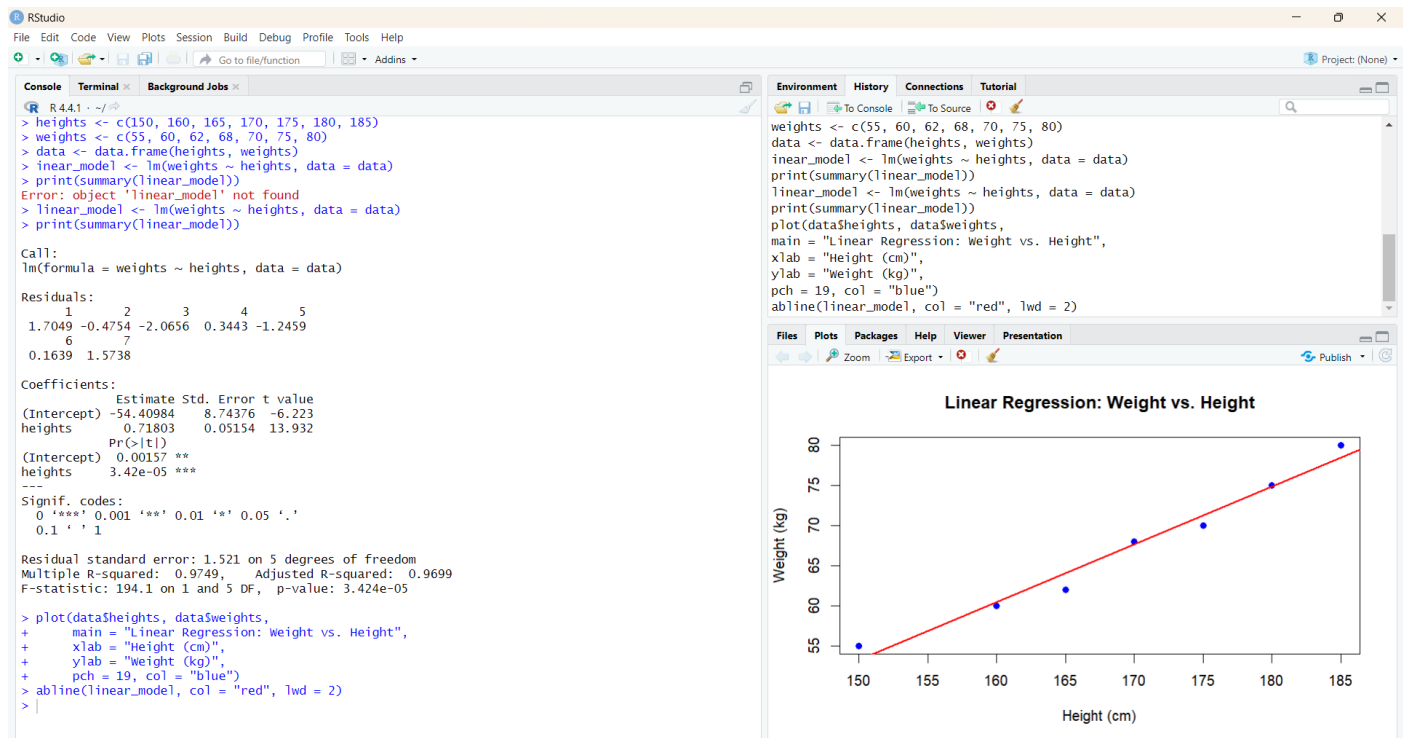 RStudio
File Edit Code View Plots Session Build Debug Profile Tools Help
Go to file/function Addins Project: (None)
Console Terminal Background Jobs
R 4.4.1 · ~/
> heights <- c(150, 160, 165, 170, 175, 180, 185)
> weights <- c(55, 60, 62, 68, 70, 75, 80)
> data <- data.frame(heights, weights)
> inear_model <- lm(weights ~ heights, data = data)
> print(summary(linear_model))
Error: object 'linear_model' not found
> linear_model <- lm(weights ~ heights, data = data)
> print(summary(linear_model))
Call:
lm(formula = weights ~ heights, data = data)
Residuals:
1 2 3 4 5
1.7049 -0.4754 -2.0656 0.3443 -1.2459
6 7
0.1639 1.5738
Coefficients:
Estimate Std. Error t value
(Intercept) -54.40984 8.74376 -6.223
heights 0.71803 0.05154 13.932
Pr(>|t|)
(Intercept) 0.00157 **
heights 3.42e-05 ***
---
Signif. codes:
0 ‘***’ 0.001 ‘**’ 0.01 ‘*’ 0.05 ‘.’
0.1 ‘ ’ 1
Residual standard error: 1.521 on 5 degrees of freedom
Multiple R-squared: 0.9749, Adjusted R-squared: 0.9699
F-statistic: 194.1 on 1 and 5 DF, p-value: 3.424e-05
> plot(data$heights, data$weights,
+ main = "Linear Regression: Weight vs. Height",
+ xlab = "Height (cm)",
+ ylab = "Weight (kg)",
+ pch = 19, col = "blue")
> abline(linear_model, col = "red", lwd = 2)
>
Environment History Connections Tutorial
To Console To Source
weights <- c(55, 60, 62, 68, 70, 75, 80)
data <- data.frame(heights, weights)
inear_model <- lm(weights ~ heights, data = data)
print(summary(linear_model))
linear_model <- lm(weights ~ heights, data = data)
print(summary(linear_model))
plot(data$heights, data$weights,
main = "Linear Regression: Weight vs. Height",
xlab = "Height (cm)",
ylab = "Weight (kg)",
pch = 19, col = "blue")
abline(linear_model, col = "red", lwd = 2)
Files Plots Packages Help Viewer Presentation
Zoom Export Publish
Linear Regression: Weight vs. Height
Weight (kg)
80
75
70
65
60
55
150 155 160 165 170 175 180 185
Height (cm)